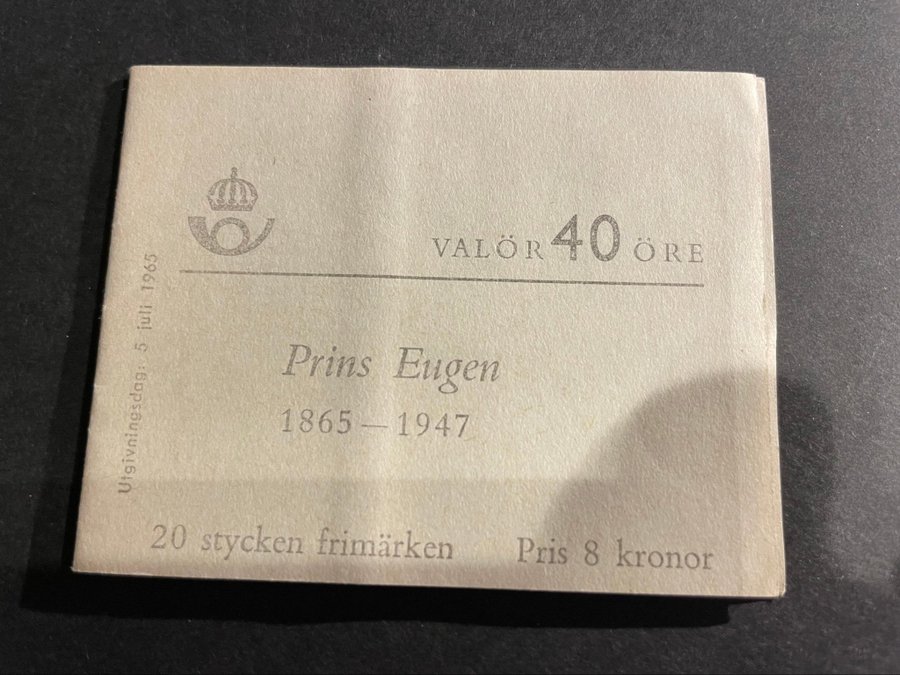 VALÖR 40 ÖRE
Prins Eugen
1865 – 1947
20 stycken frimärken Pris 8 kronor
Utgivningsdag: 5 juli 1965